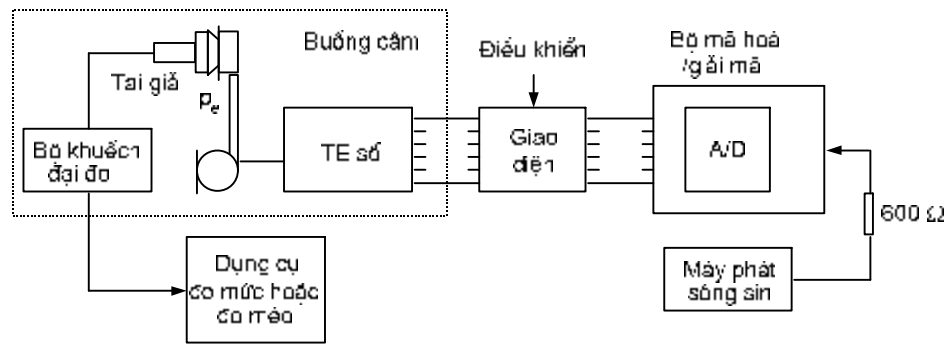 Buồng câm
Tai giả
Pe
Bộ khuếch
đại đo
TE số
Điều khiển
Giao
diện
Bộ mã hoá
/giải mã
A/D
600 Ω
Máy phát
sóng sin
Dụng cụ
đo mức hoặc
đo méo